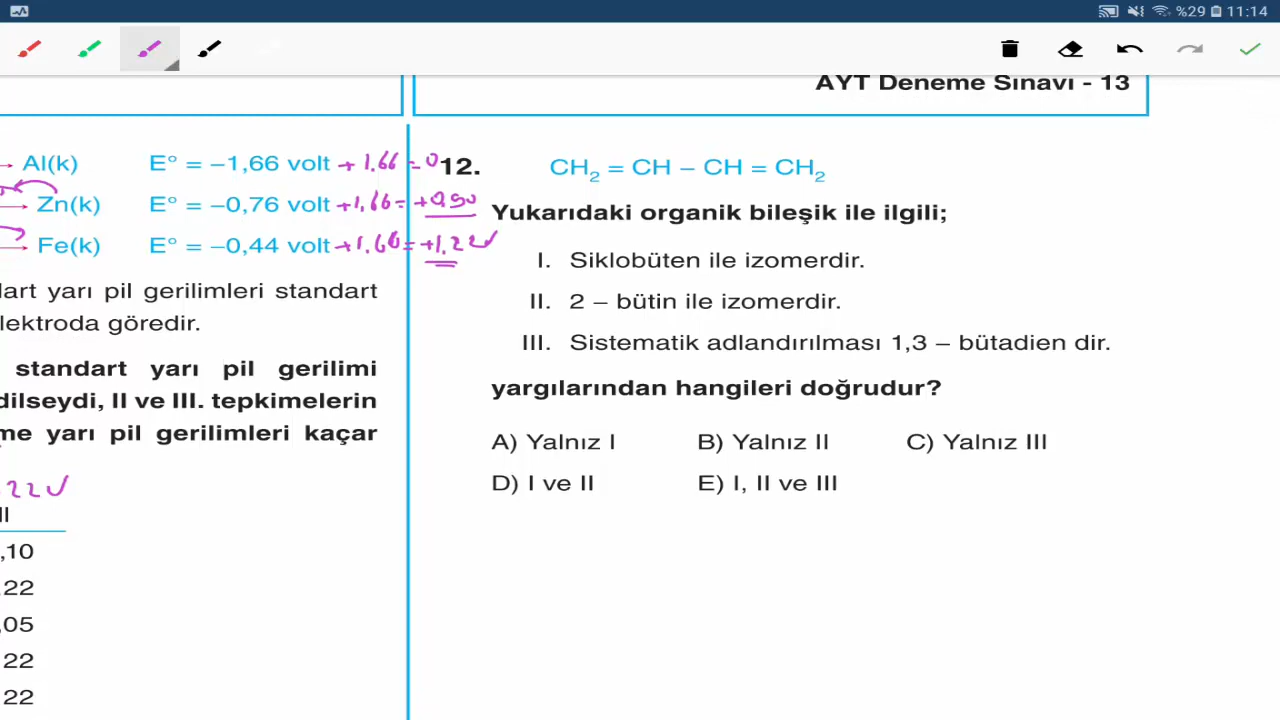 %29 11:14
AYT Deneme Sınavı - 13
Al(k) E° = −1,66 volt + 1,66 = 0
Zn(k) E° = −0,76 volt +1,66 = +0,90
Fe(k) E° = −0,44 volt +1,66 = +1,22
dart yarı pil gerilimleri standart
lektroda göredir.
standart yarı pil gerilimi
dilseydi, II ve III. tepkimelerin
me yarı pil gerilimleri kaçar
22
II
,10
,22
,05
22
22
12. CH₂ = CH − CH = CH₂
Yukarıdaki organik bileşik ile ilgili;
I. Siklobüten ile izomerdir.
II. 2 – bütin ile izomerdir.
III. Sistematik adlandırılması 1,3 – bütadien dir.
yargılarından hangileri doğrudur?
A) Yalnız I B) Yalnız II C) Yalnız III
D) I ve II E) I, II ve III